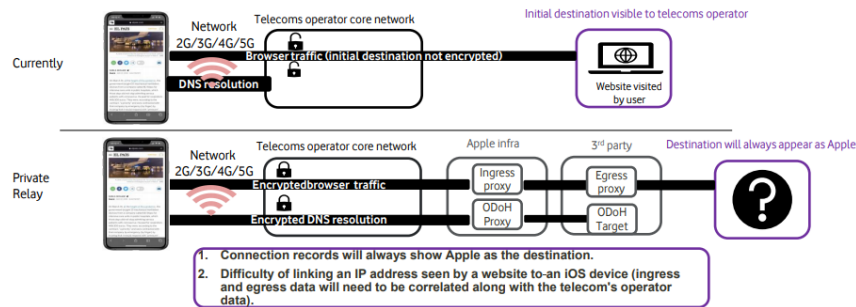 Initial destination visible to telecoms operator
Network
2G/3G/4G/5G
Telecoms operator core network
Currently
Browser traffic (initial destination not encrypted)
DNS resolution
Website visited
by user
Private
Relay
Network
2G/3G/4G/5G
Telecoms operator core network
Apple infra
3rd party
Destination will always appear as Apple
Encryptedbrowser traffic
Ingress
proxy
Egress
proxy
Encrypted DNS resolution
ODoH
Proxy
ODoH
Target
?
1. Connection records will always show Apple as the destination.
2. Difficulty of linking an IP address seen by a website to an iOS device (ingress
and egress data will need to be correlated along with the telecom's operator
data).